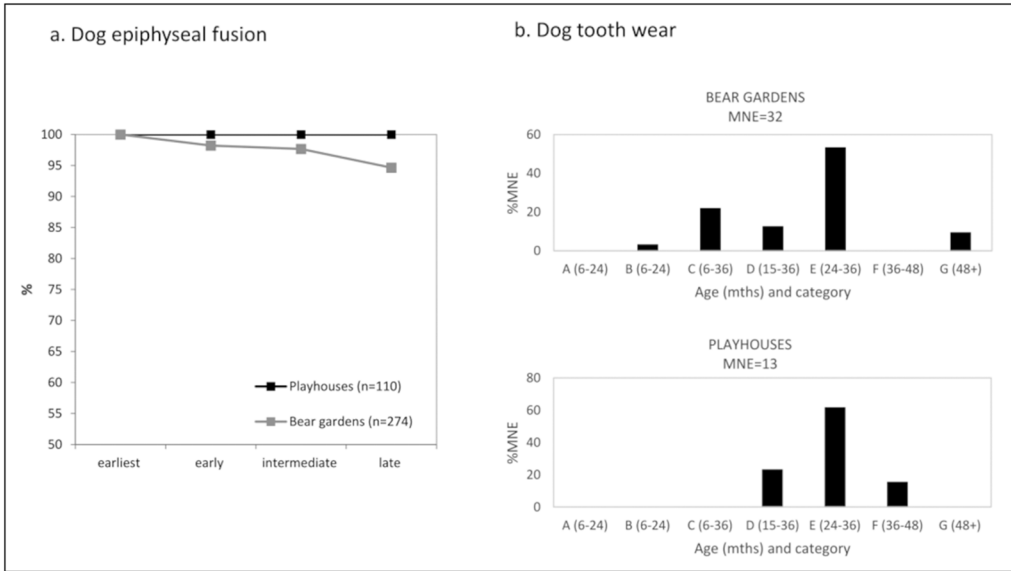 a. Dog epiphyseal fusion
100
95
90
85
80
75
70
65
60
55
50
%
Playhouses (n=110)
Bear gardens (n=274)
earliest early intermediate late
b. Dog tooth wear
BEAR GARDENS
MNE=32
60
40
20
0
%MNE
A (6-24) B (6-24) C (6-36) D (15-36) E (24-36) F (36-48) G (48+)
Age (mths) and category
PLAYHOUSES
MNE=13
80
60
40
20
0
%MNE
A (6-24) B (6-24) C (6-36) D (15-36) E (24-36) F (36-48) G (48+)
Age (mths) and category